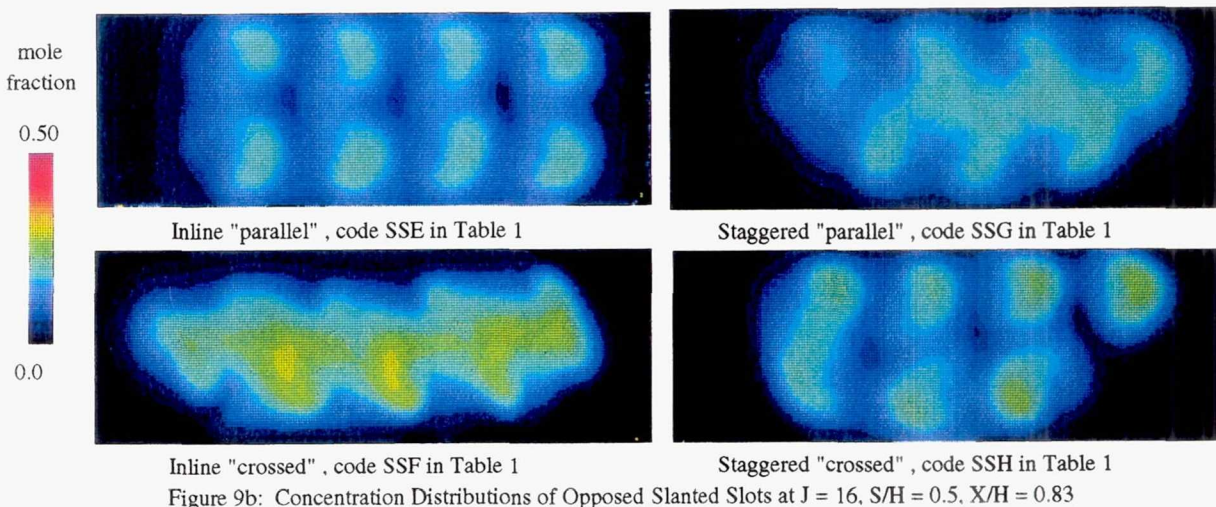 mole
fraction
0.50
0.0
Inline "parallel" , code SSE in Table 1
Staggered "parallel" , code SSG in Table 1
Inline "crossed" , code SSF in Table 1
Staggered "crossed" , code SSH in Table 1
Figure 9b: Concentration Distributions of Opposed Slanted Slots at J = 16, S/H = 0.5, X/H = 0.83